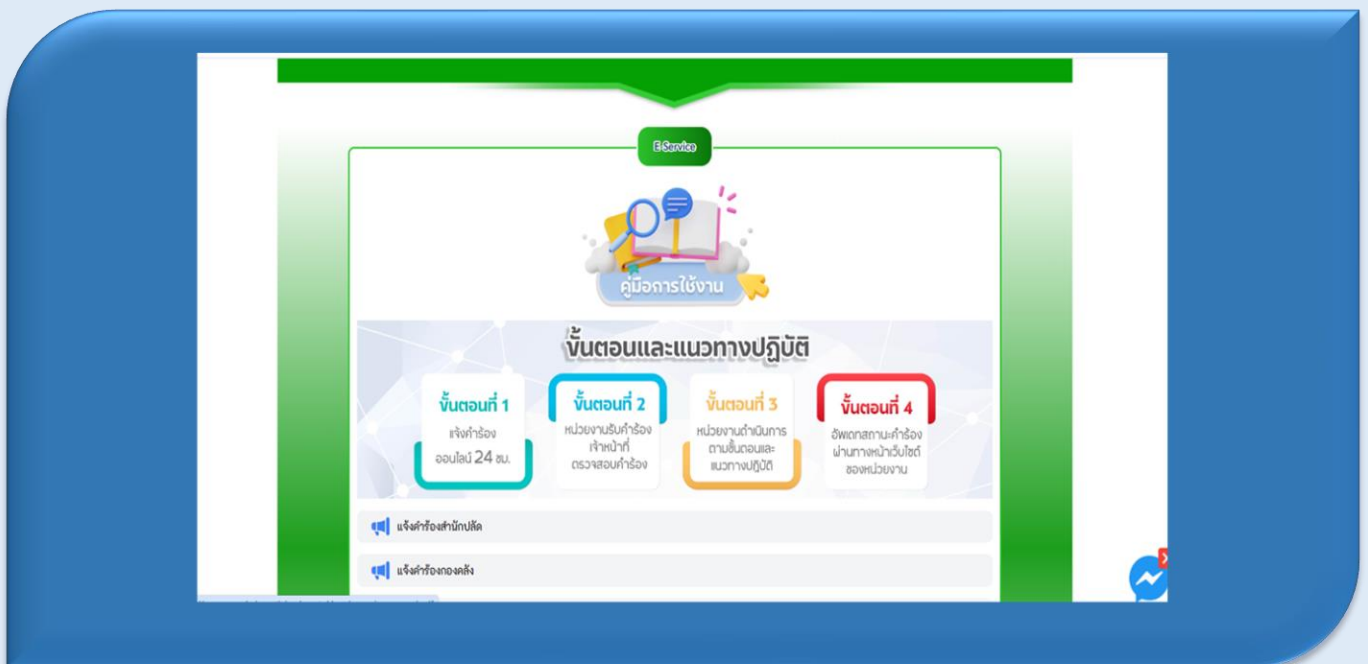 E-Service
คู่มือการใช้งาน
ขั้นตอนและแนวทางปฏิบัติ
ขั้นตอนที่ 1
แจ้งคำร้อง
ออนไลน์ 24 ชม.
ขั้นตอนที่ 2
หน่วยงานรับคำร้อง
เจ้าหน้าที่
ตรวจสอบคำร้อง
ขั้นตอนที่ 3
หน่วยงานดำเนินการ
ตามขั้นตอนและ
แนวทางปฏิบัติ
ขั้นตอนที่ 4
อัพเดทสถานะคำร้อง
ผ่านทางหน้าเว็บไซต์
ของหน่วยงาน
แจ้งคำร้องสำนักปลัด
แจ้งคำร้องกองคลัง